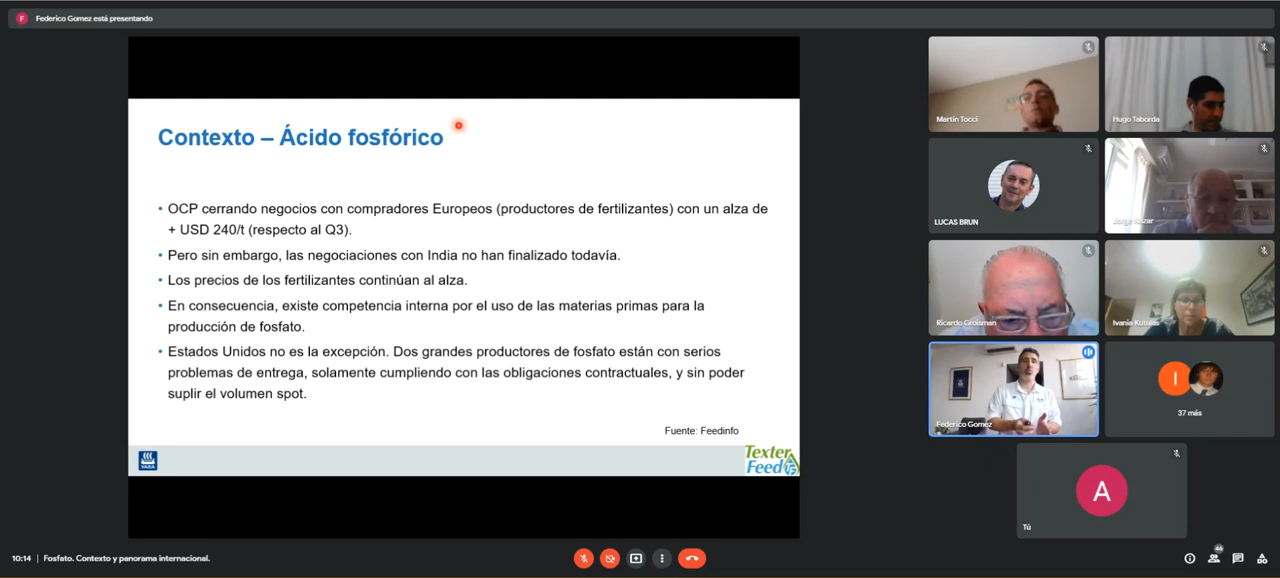 F
Federico Gomez está presentando
Contexto – Ácido fosfórico
• OCP cerrando negocios con compradores Europeos (productores de fertilizantes) con un alza de
+ USD 240/t (respecto al Q3).
• Pero sin embargo, las negociaciones con India no han finalizado todavía.
• Los precios de los fertilizantes continúan al alza.
• En consecuencia, existe competencia interna por el uso de las materias primas para la
producción de fosfato.
• Estados Unidos no es la excepción. Dos grandes productores de fosfato están con serios
problemas de entrega, solamente cumpliendo con las obligaciones contractuales, y sin poder
suplir el volumen spot.
Fuente: Feedinfo
YARA
Texter
Feed
Martin Tocci
Hugo Taborda
LUCAS BRUN
Jorge
Ricardo Groisman
Ivania Kutulas
Federico Gomez
I
37 más
A
Tú
10:14 | Fosfato. Contexto y panorama internacional.
46